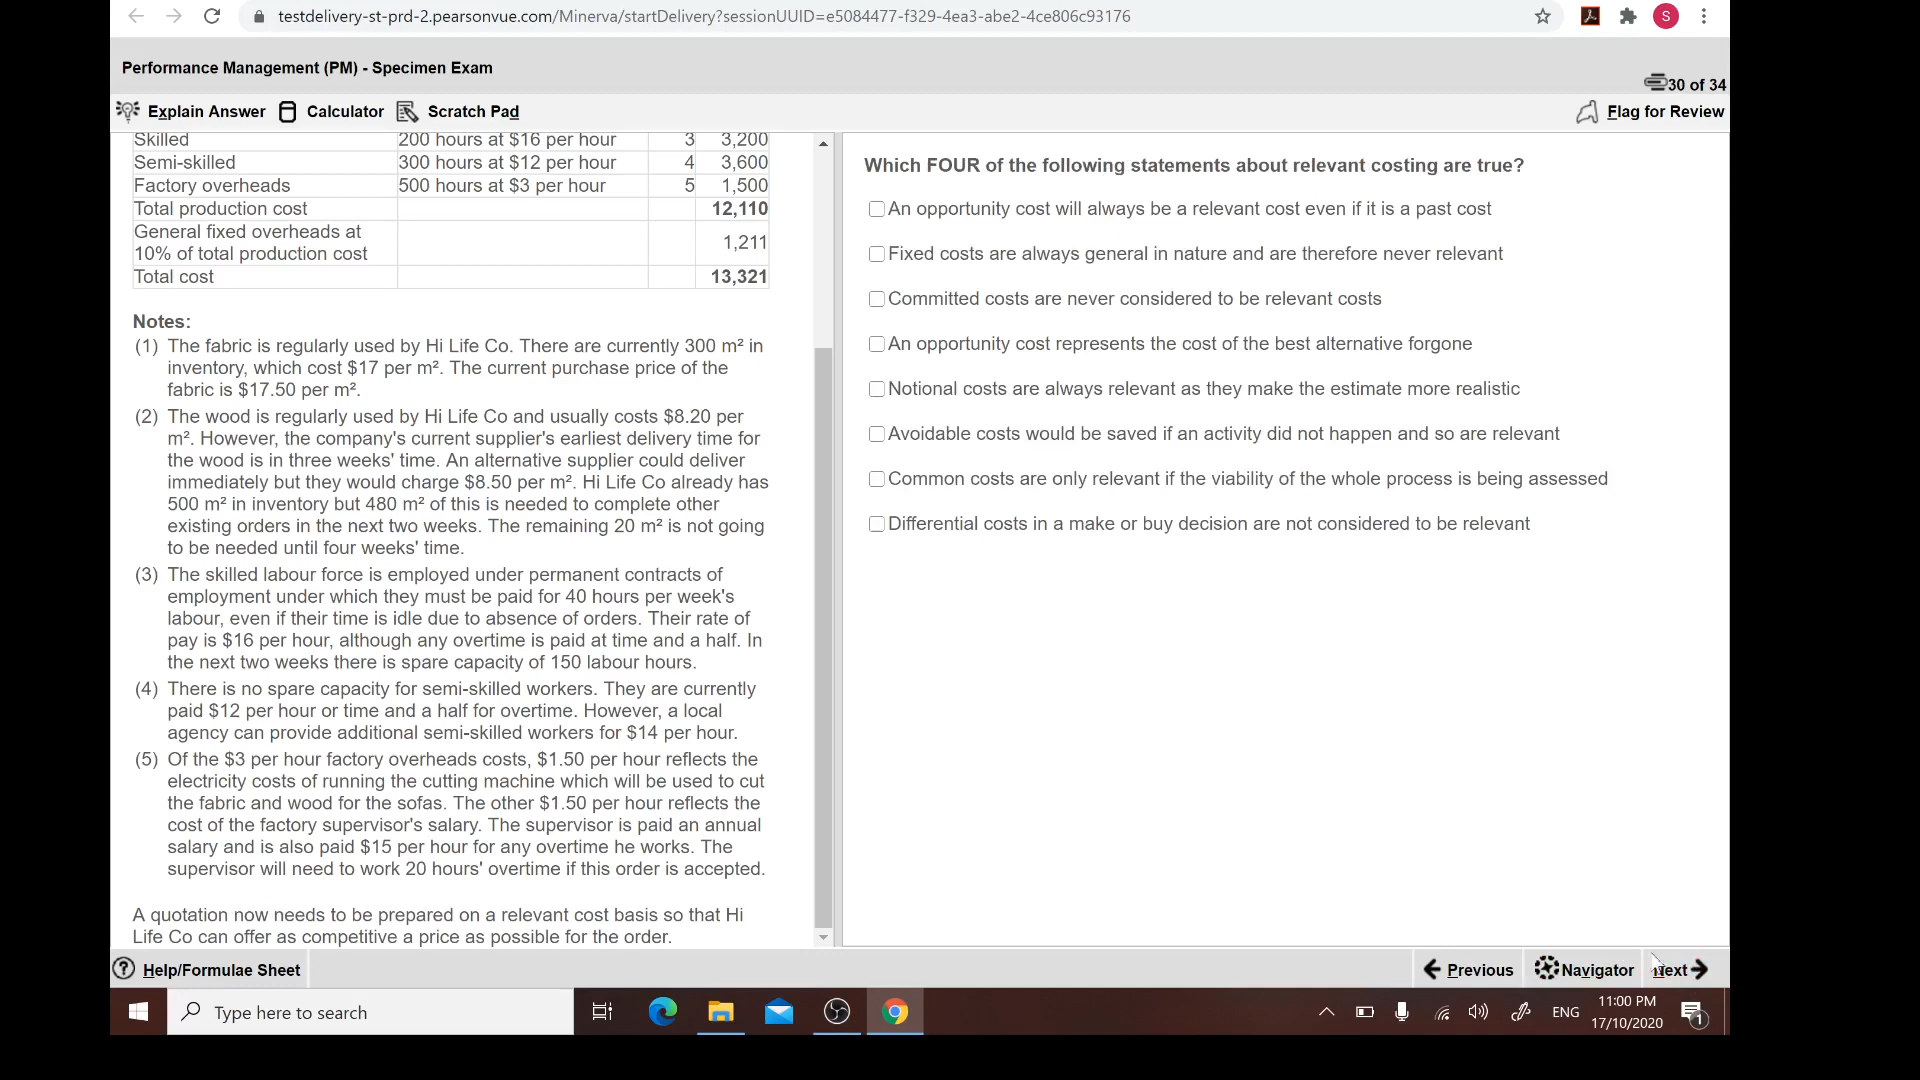 testdelivery-st-prd-2.pearsonvue.com/Minerva/startDelivery?sessionUUID=e5084477-f329-4ea3-abe2-4ce806c93176
S
Performance Management (PM) - Specimen Exam
30 of 34
Explain Answer
Calculator
Scratch Pad
Flag for Review
Skilled 200 hours at $16 per hour 3 3,200
Semi-skilled 300 hours at $12 per hour 4 3,600
Factory overheads 500 hours at $3 per hour 5 1,500
Total production cost 12,110
General fixed overheads at
10% of total production cost 1,211
Total cost 13,321
Notes:
(1) The fabric is regularly used by Hi Life Co. There are currently 300 m² in
inventory, which cost $17 per m². The current purchase price of the
fabric is $17.50 per m².
(2) The wood is regularly used by Hi Life Co and usually costs $8.20 per
m². However, the company's current supplier's earliest delivery time for
the wood is in three weeks' time. An alternative supplier could deliver
immediately but they would charge $8.50 per m². Hi Life Co already has
500 m² in inventory but 480 m² of this is needed to complete other
existing orders in the next two weeks. The remaining 20 m² is not going
to be needed until four weeks' time.
(3) The skilled labour force is employed under permanent contracts of
employment under which they must be paid for 40 hours per week's
labour, even if their time is idle due to absence of orders. Their rate of
pay is $16 per hour, although any overtime is paid at time and a half. In
the next two weeks there is spare capacity of 150 labour hours.
(4) There is no spare capacity for semi-skilled workers. They are currently
paid $12 per hour or time and a half for overtime. However, a local
agency can provide additional semi-skilled workers for $14 per hour.
(5) Of the $3 per hour factory overheads costs, $1.50 per hour reflects the
electricity costs of running the cutting machine which will be used to cut
the fabric and wood for the sofas. The other $1.50 per hour reflects the
cost of the factory supervisor's salary. The supervisor is paid an annual
salary and is also paid $15 per hour for any overtime he works. The
supervisor will need to work 20 hours' overtime if this order is accepted.
A quotation now needs to be prepared on a relevant cost basis so that Hi
Life Co can offer as competitive a price as possible for the order.
Which FOUR of the following statements about relevant costing are true?
An opportunity cost will always be a relevant cost even if it is a past cost
Fixed costs are always general in nature and are therefore never relevant
Committed costs are never considered to be relevant costs
An opportunity cost represents the cost of the best alternative forgone
Notional costs are always relevant as they make the estimate more realistic
Avoidable costs would be saved if an activity did not happen and so are relevant
Common costs are only relevant if the viability of the whole process is being assessed
Differential costs in a make or buy decision are not considered to be relevant
Help/Formulae Sheet
Previous
Navigator
Next
Type here to search
ENG
11:00 PM
17/10/2020
1